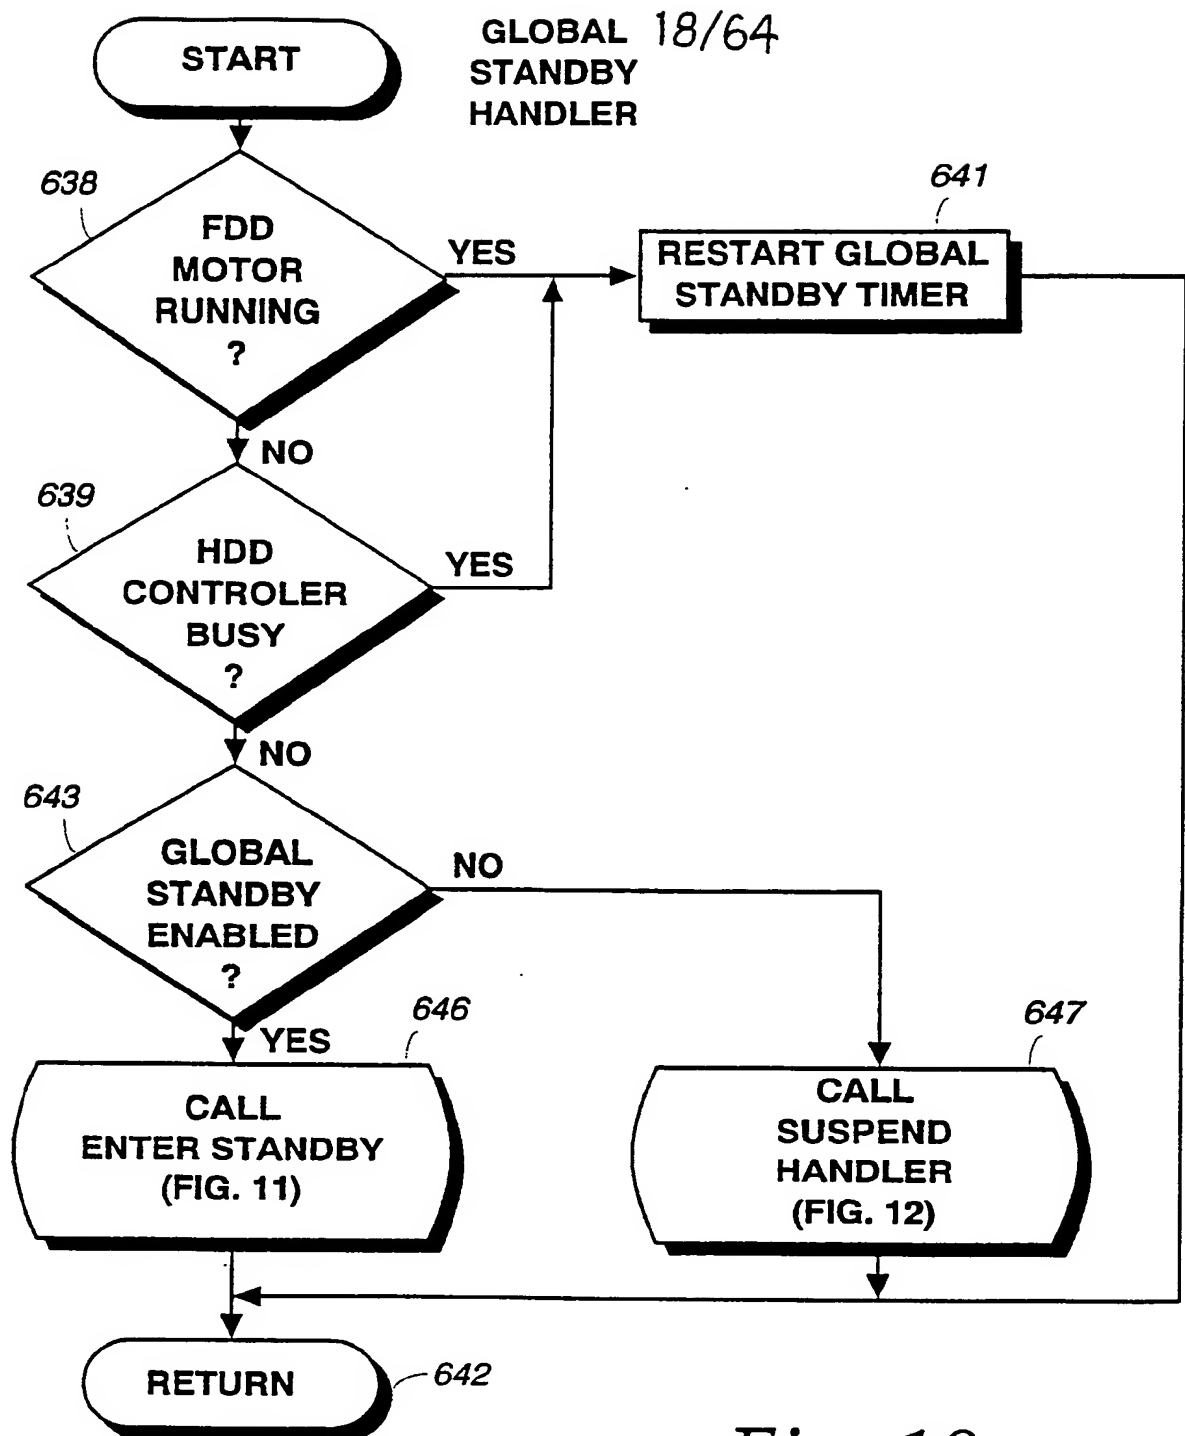 START
GLOBAL 18/64
STANDBY
HANDLER
638
FDD
MOTOR
RUNNING
?
YES
641
RESTART GLOBAL
STANDBY TIMER
NO
639
HDD
CONTROLER
BUSY
?
YES
NO
643
GLOBAL
STANDBY
ENABLED
?
NO
YES
646
CALL
ENTER STANDBY
(FIG. 11)
647
CALL
SUSPEND
HANDLER
(FIG. 12)
RETURN
642